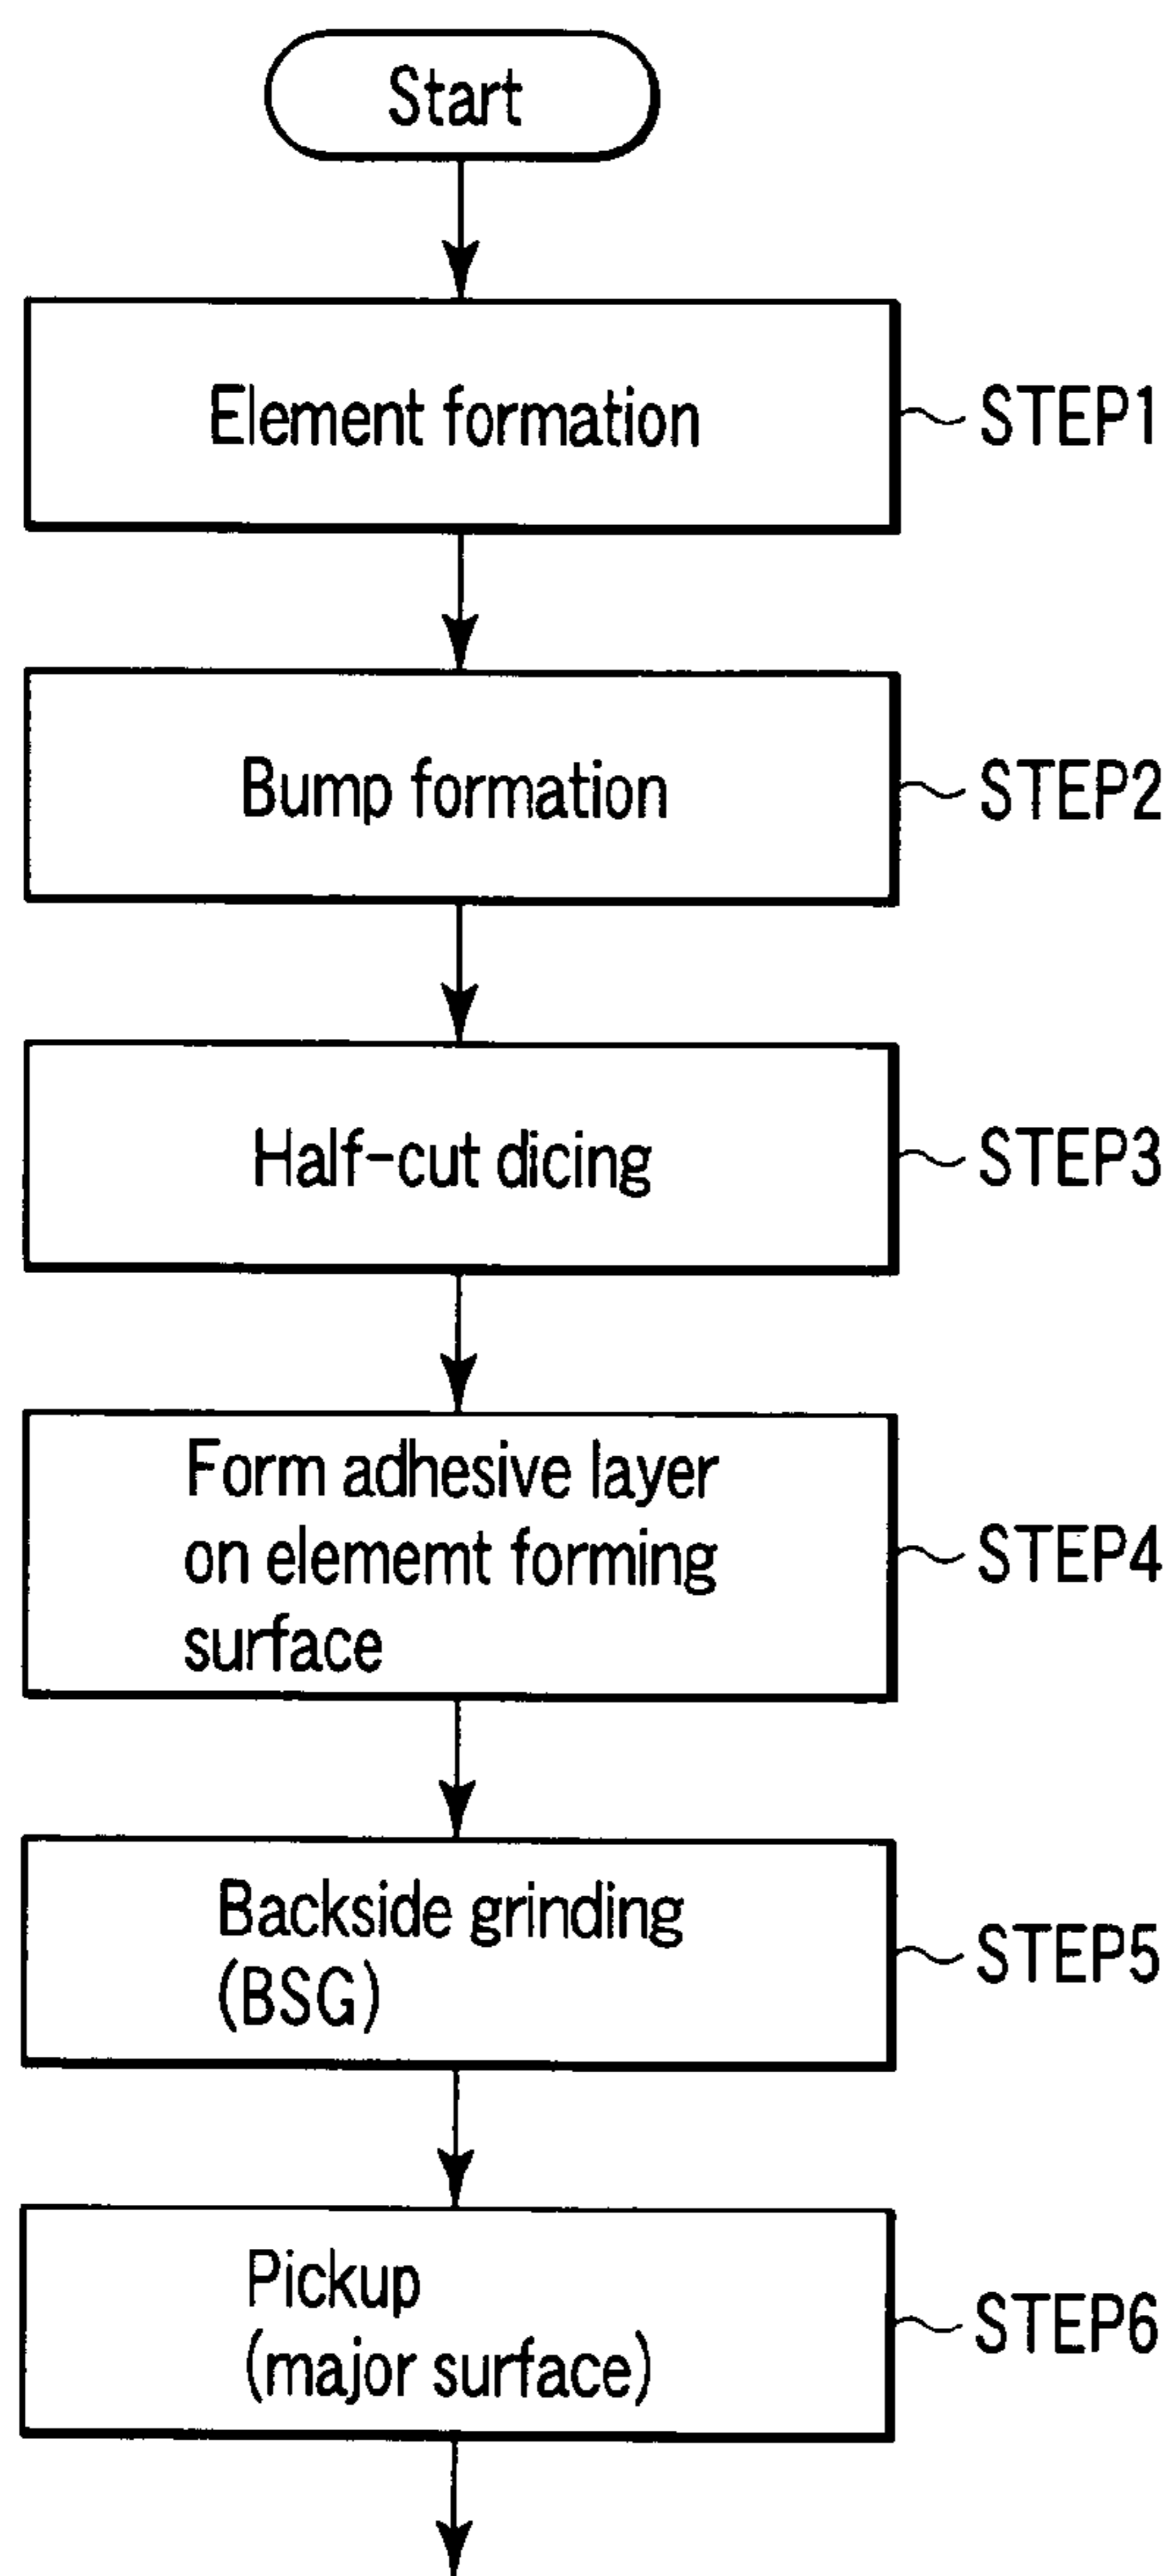 Start
Element formation
STEP1
Bump formation
STEP2
Half-cut dicing
STEP3
Form adhesive layer
on elememt forming
surface
STEP4
Backside grinding
(BSG)
STEP5
Pickup
(major surface)
STEP6